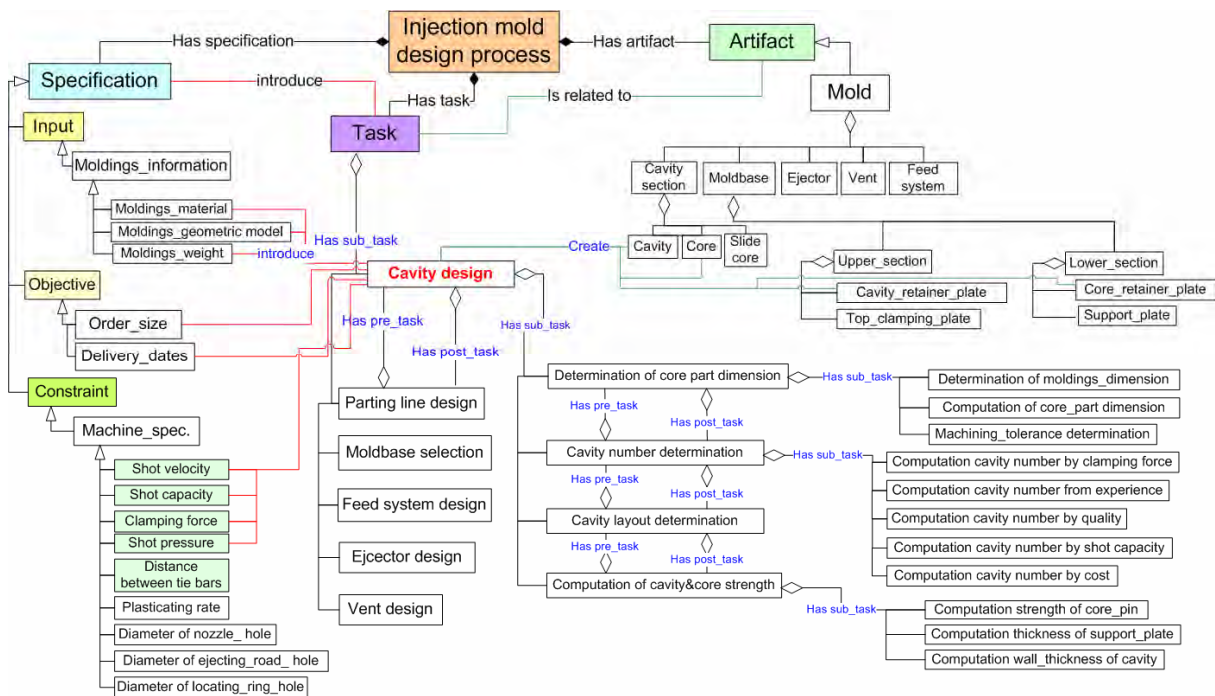 Injection mold
design process
Has specification
Has artifact
Artifact
Specification
introduce
Has task
Is related to
Mold
Input
Task
Moldings_information
Cavity
section
Moldbase
Ejector
Vent
Feed
system
Moldings_material
Moldings_geometric model
Moldings_weight
introduce
Has sub_task
Create
Cavity
Core
Slide
core
Cavity design
Upper_section
Lower_section
Objective
Cavity_retainer_plate
Core_retainer_plate
Order_size
Has pre_task
Has sub_task
Top_clamping_plate
Support_plate
Delivery_dates
Has post_task
Constraint
Parting line design
Determination of core part dimension
Has sub_task
Determination of moldings_dimension
Has pre_task
Computation of core_part dimension
Machine_spec.
Has post_task
Machining_tolerance determination
Moldbase selection
Cavity number determination
Has sub_task
Computation cavity number by clamping force
Shot velocity
Has pre_task
Computation cavity number from experience
Shot capacity
Feed system design
Has post_task
Clamping force
Cavity layout determination
Computation cavity number by quality
Shot pressure
Has pre_task
Has post_task
Computation cavity number by shot capacity
Distance
between tie bars
Ejcector design
Computation of cavity&core strength
Computation cavity number by cost
Plasticating rate
Vent design
Has sub_task
Computation strength of core_pin
Diameter of nozzle_ hole
Computation thickness of support_plate
Diameter of ejecting_road_ hole
Computation wall_thickness of cavity
Diameter of locating_ring_hole